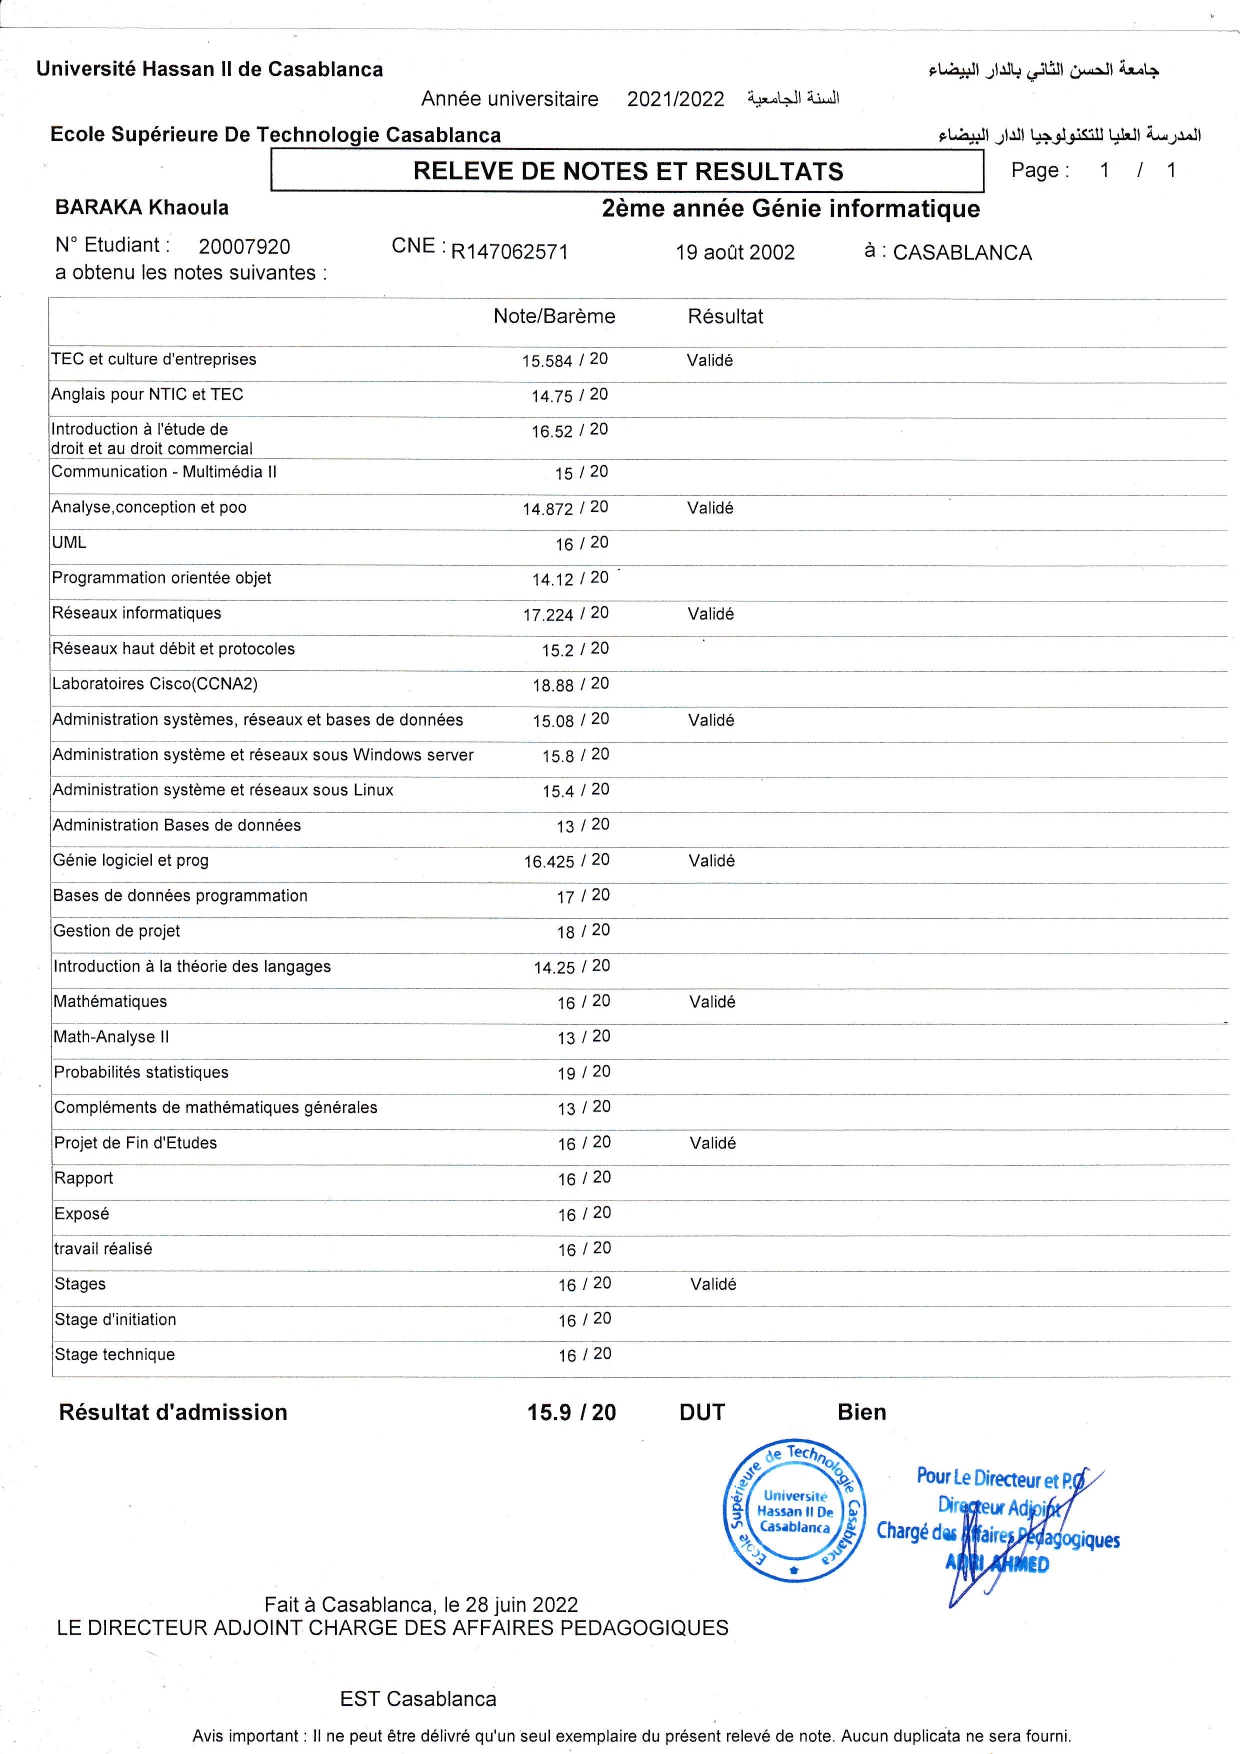 Université Hassan II de Casablanca جامعة الحسن الثاني بالدار البيضاء
Année universitaire 2021/2022 السنة الجامعية
Ecole Supérieure De Technologie Casablanca المدرسة العليا للتكنولوجيا الدار البيضاء
RELEVE DE NOTES ET RESULTATS Page : 1 / 1
BARAKA Khaoula 2ème année Génie informatique
N° Etudiant : 20007920 CNE : R147062571 19 août 2002 à : CASABLANCA
a obtenu les notes suivantes :
Note/Barème Résultat
TEC et culture d'entreprises 15.584 / 20 Validé
Anglais pour NTIC et TEC 14.75 / 20
Introduction à l'étude de 16.52 / 20
droit et au droit commercial
Communication - Multimédia II 15 / 20
Analyse,conception et poo 14.872 / 20 Validé
UML 16 / 20
Programmation orientée objet 14.12 / 20
Réseaux informatiques 17.224 / 20 Validé
Réseaux haut débit et protocoles 15.2 / 20
Laboratoires Cisco(CCNA2) 18.88 / 20
Administration systèmes, réseaux et bases de données 15.08 / 20 Validé
Administration système et réseaux sous Windows server 15.8 / 20
Administration système et réseaux sous Linux 15.4 / 20
Administration Bases de données 13 / 20
Génie logiciel et prog 16.425 / 20 Validé
Bases de données programmation 17 / 20
Gestion de projet 18 / 20
Introduction à la théorie des langages 14.25 / 20
Mathématiques 16 / 20 Validé
Math-Analyse II 13 / 20
Probabilités statistiques 19 / 20
Compléments de mathématiques générales 13 / 20
Projet de Fin d'Etudes 16 / 20 Validé
Rapport 16 / 20
Exposé 16 / 20
travail réalisé 16 / 20
Stages 16 / 20 Validé
Stage d'initiation 16 / 20
Stage technique 16 / 20
Résultat d'admission 15.9 / 20 DUT Bien
Ecole Supérieure de Technologie Casablanca
Université
Hassan II De
Casablanca
Casablanca
Pour Le Directeur et P.O
Directeur Adjoint
Chargé des Affaires Pédagogiques
AHMED
Fait à Casablanca, le 28 juin 2022
LE DIRECTEUR ADJOINT CHARGE DES AFFAIRES PEDAGOGIQUES
EST Casablanca
Avis important : Il ne peut être délivré qu'un seul exemplaire du présent relevé de note. Aucun duplicata ne sera fourni.